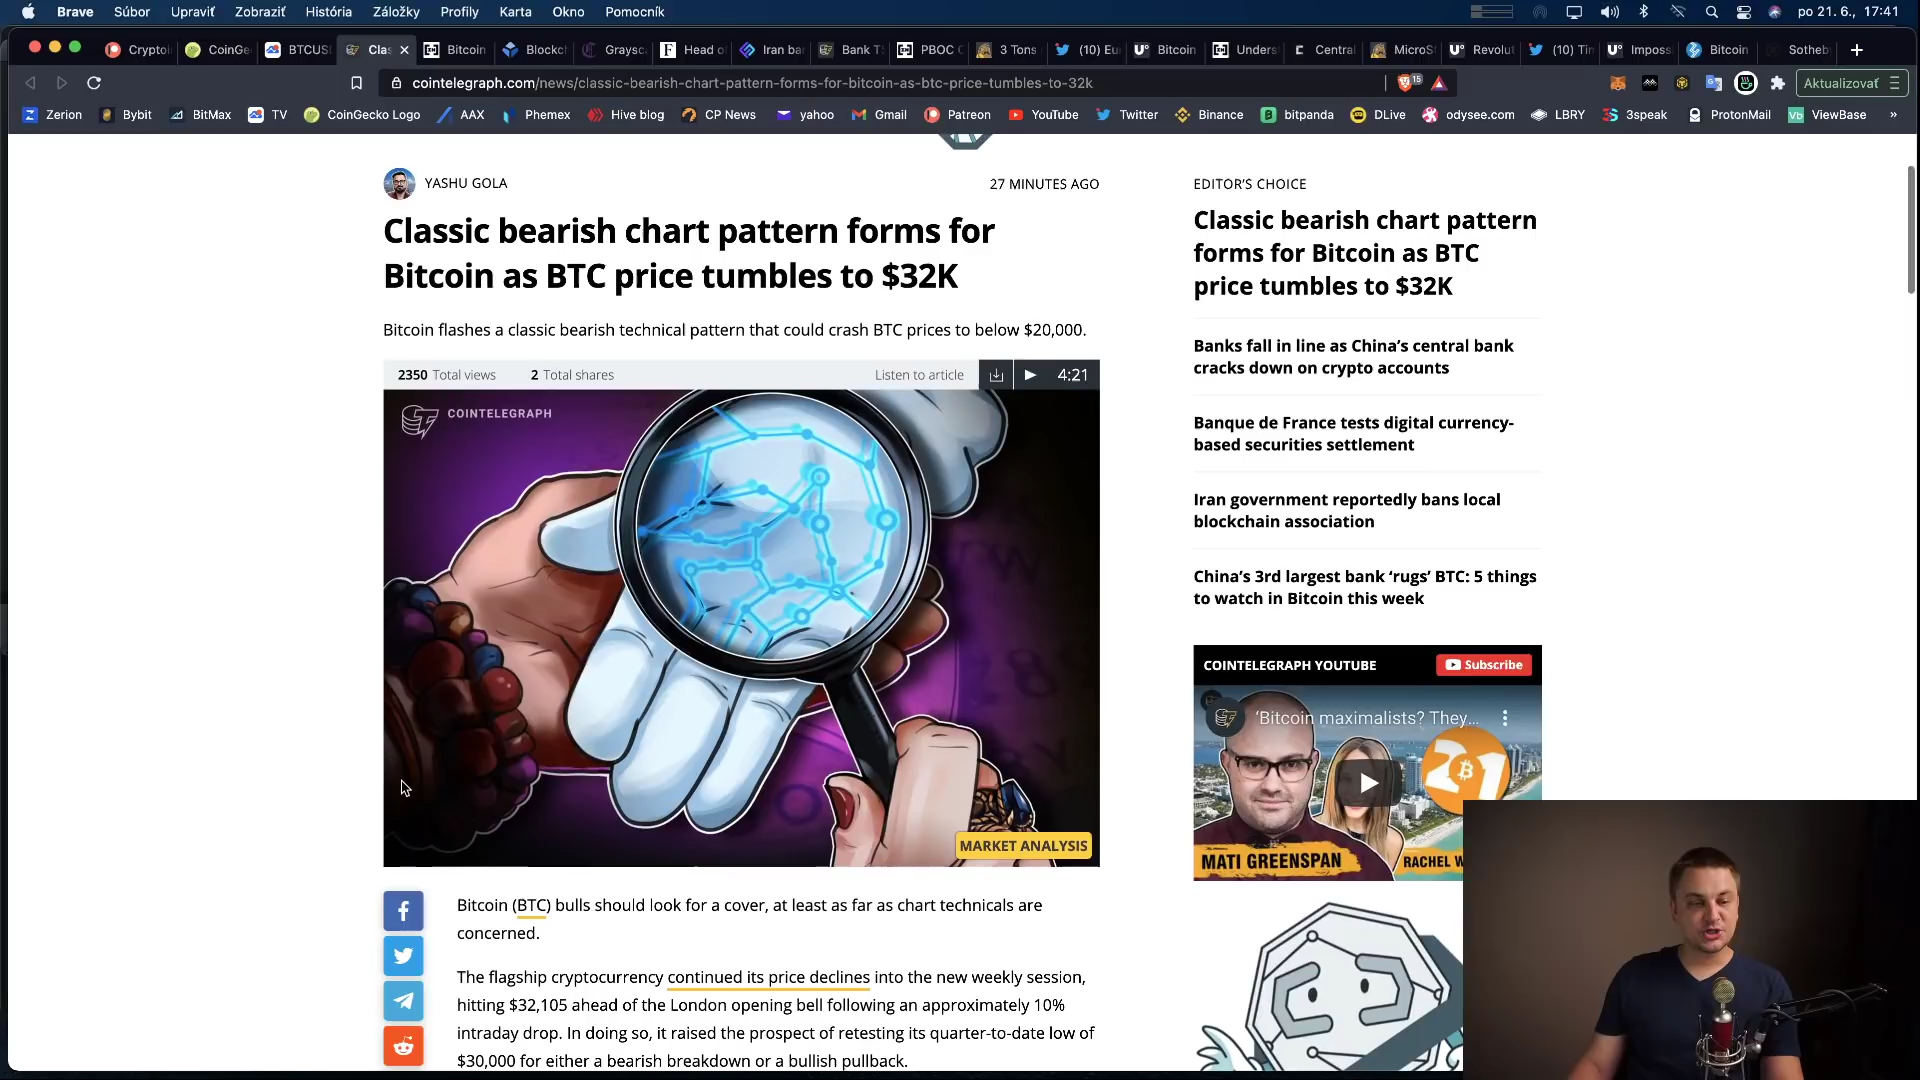 Brave Súbor Upraviť Zobraziť História Záložky Profily Karta Okno Pomocník po 21. 6., 17:41
CoinGe BTCUS Clas Bitcoin Blockc Graysca Head o Iran ba Bank T PBOC C 3 Tons (10) Eu Bitcoin Unders Central MicroSt Revolut (10) Tir Imposs Bitcoin Sotheb
cointelegraph.com/news/classic-bearish-chart-pattern-forms-for-bitcoin-as-btc-price-tumbles-to-32k 15 Aktualizovať
Zerion Bybit BitMax TV CoinGecko Logo AAX Phemex Hive blog CP News yahoo Gmail Patreon YouTube Twitter Binance bitpanda DLive odysee.com LBRY 3speak ProtonMail ViewBase »
YASHU GOLA 27 MINUTES AGO
Classic bearish chart pattern forms for
Bitcoin as BTC price tumbles to $32K
Bitcoin flashes a classic bearish technical pattern that could crash BTC prices to below $20,000.
2350 Total views 2 Total shares Listen to article 4:21
COINTELEGRAPH
MARKET ANALYSIS
Bitcoin (BTC) bulls should look for a cover, at least as far as chart technicals are
concerned.
The flagship cryptocurrency continued its price declines into the new weekly session,
hitting $32,105 ahead of the London opening bell following an approximately 10%
intraday drop. In doing so, it raised the prospect of retesting its quarter-to-date low of
$30,000 for either a bearish breakdown or a bullish pullback.
EDITOR'S CHOICE
Classic bearish chart pattern
forms for Bitcoin as BTC
price tumbles to $32K
Banks fall in line as China's central bank
cracks down on crypto accounts
Banque de France tests digital currency-
based securities settlement
Iran government reportedly bans local
blockchain association
China's 3rd largest bank 'rugs' BTC: 5 things
to watch in Bitcoin this week
COINTELEGRAPH YOUTUBE Subscribe
'Bitcoin maximalists? They...
21
MATI GREENSPAN RACHEL W